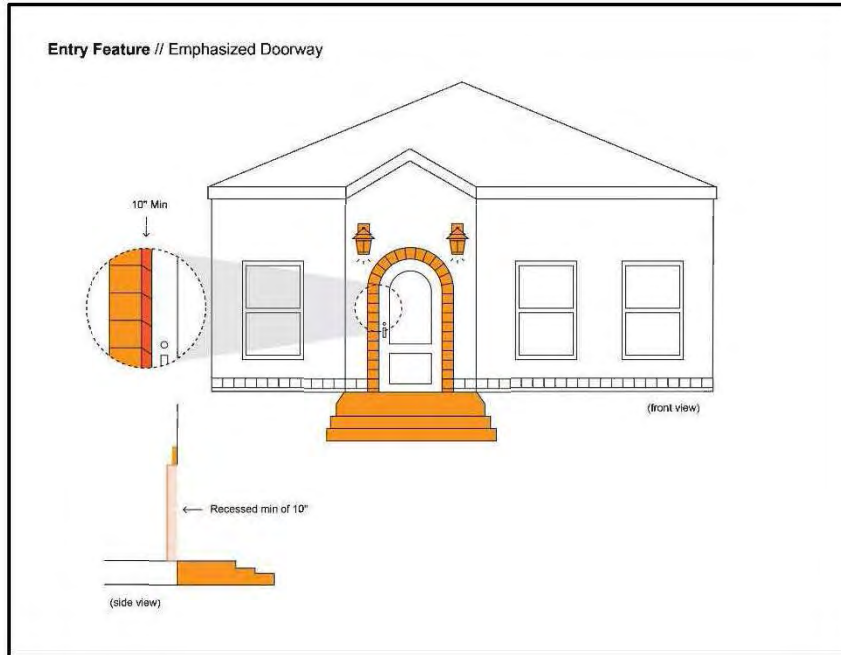 Entry Feature // Emphasized Doorway
10" Min
(front view)
Recessed min of 10"
(side view)